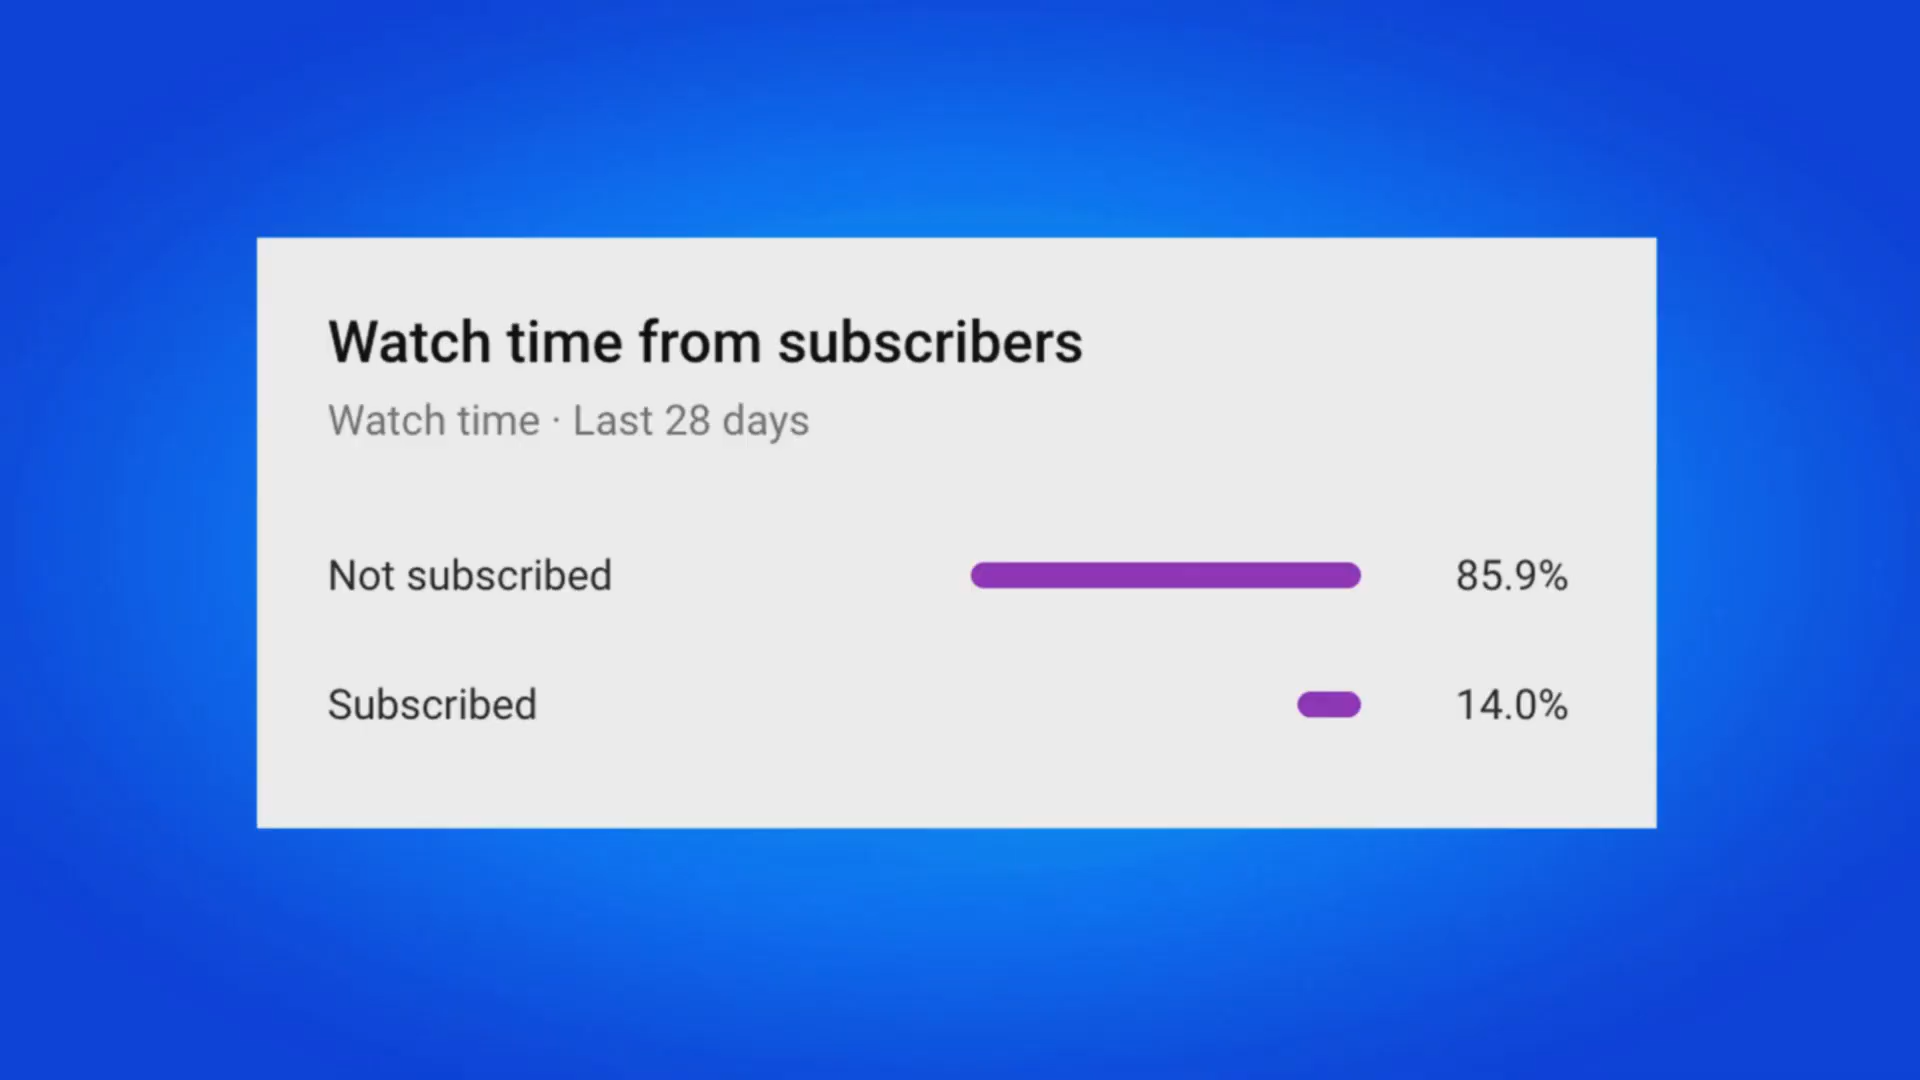 Watch time from subscribers
Watch time · Last 28 days
Not subscribed 85.9%
Subscribed 14.0%